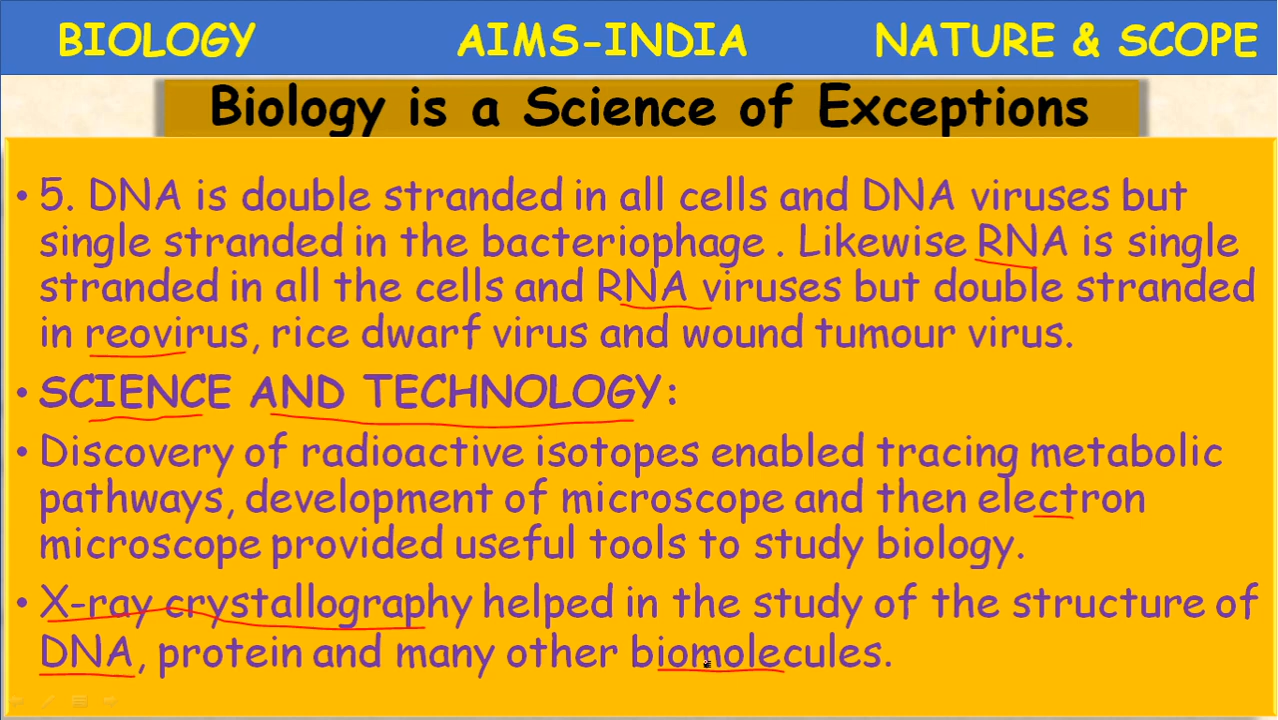 BIOLOGY AIMS-INDIA NATURE & SCOPE
Biology is a Science of Exceptions
• 5. DNA is double stranded in all cells and DNA viruses but
single stranded in the bacteriophage . Likewise RNA is single
stranded in all the cells and RNA viruses but double stranded
in reovirus, rice dwarf virus and wound tumour virus.
• SCIENCE AND TECHNOLOGY:
• Discovery of radioactive isotopes enabled tracing metabolic
pathways, development of microscope and then electron
microscope provided useful tools to study biology.
• X-ray crystallography helped in the study of the structure of
DNA, protein and many other biomolecules.